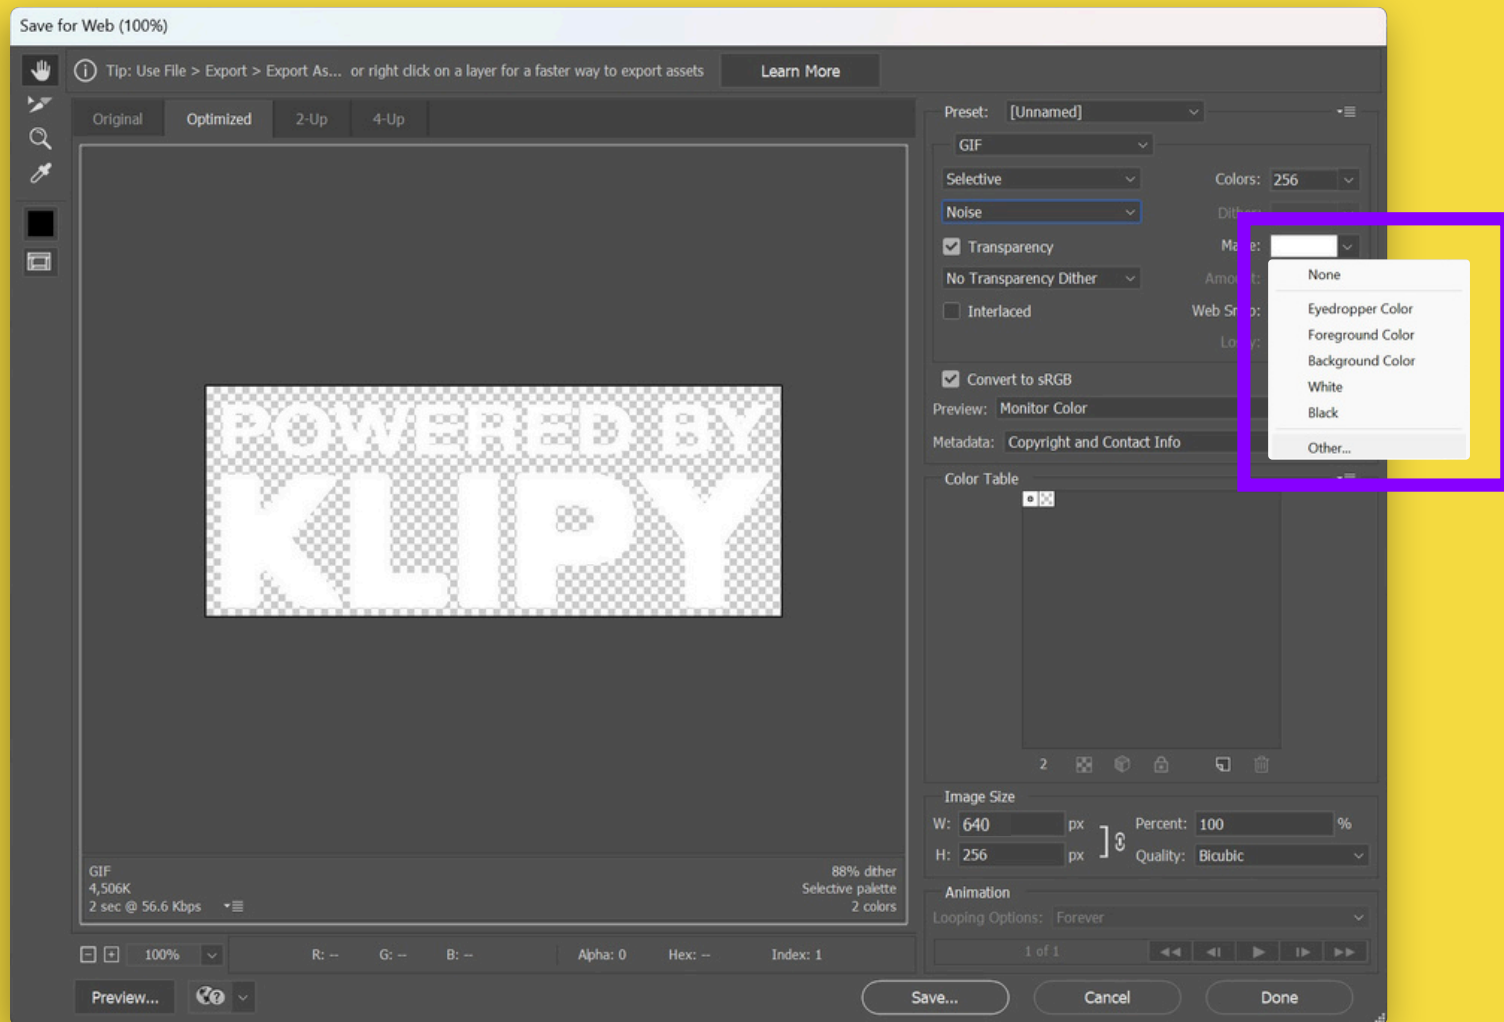 Save for Web (100%)
Tip: Use File > Export > Export As... or right click on a layer for a faster way to export assets
Learn More
Original
Optimized
2-Up
4-Up
Preset: [Unnamed]
GIF
Selective
Colors: 256
Noise
Transparency
No Transparency Dither
Interlaced
None
Eyedropper Color
Foreground Color
Background Color
White
Black
Other...
Convert to sRGB
Preview: Monitor Color
Metadata: Copyright and Contact Info
POWERED BY
KLIPY
Color Table
2
Image Size
W: 640 px
Percent: 100 %
H: 256 px
Quality: Bicubic
Animation
Looping Options: Forever
1 of 1
GIF
4,506K
2 sec @ 56.6 Kbps
88% dither
Selective palette
2 colors
100%
R: --
G: --
B: --
Alpha: 0
Hex: --
Index: 1
Preview...
Save...
Cancel
Done